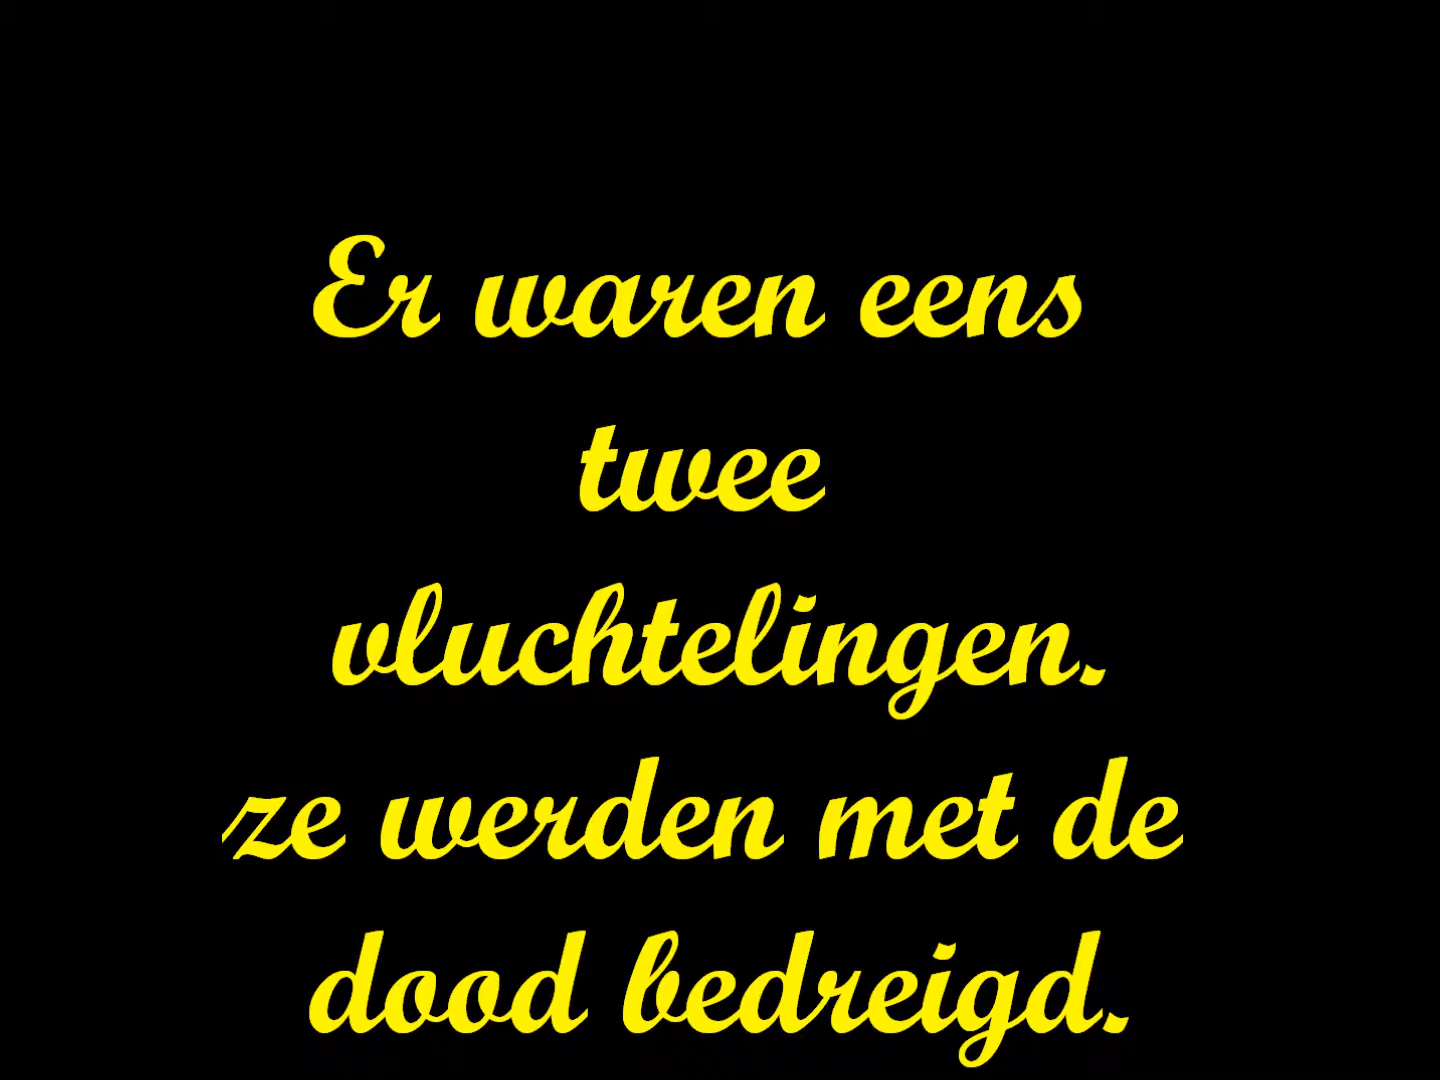 Er waren eens
twee
vluchtelingen.
ze werden met de
dood bedreigd.